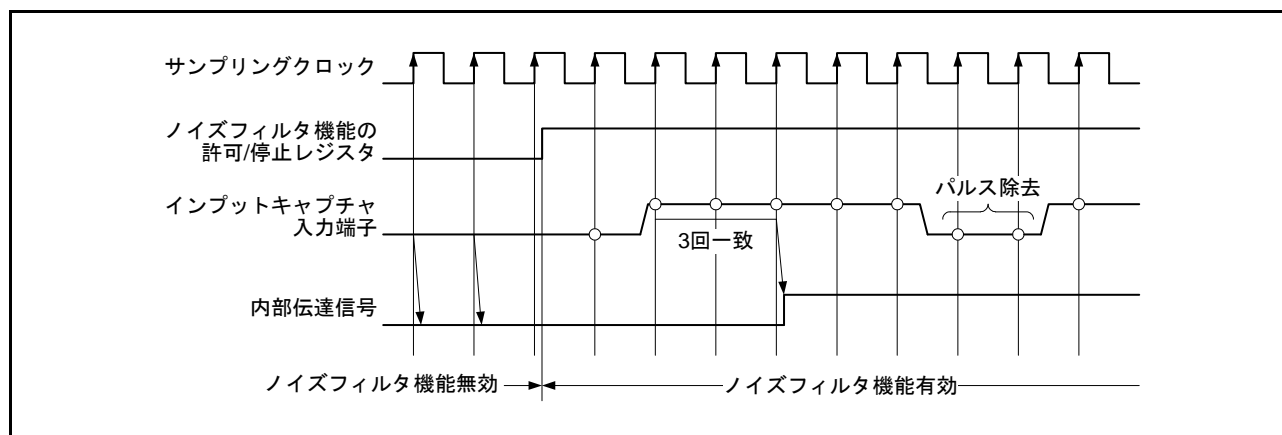 サンプリングクロック
ノイズフィルタ機能の
許可/停止レジスタ
インプットキャプチャ
入力端子
パルス除去
3回一致
内部伝達信号
ノイズフィルタ機能無効
ノイズフィルタ機能有効